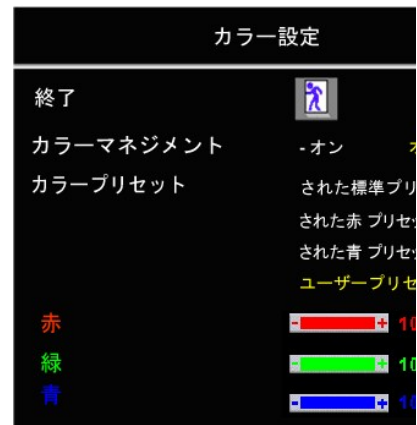 カラー設定
終了
カラーマネジメント - オン
カラープリセット された標準プリ
された赤 プリセッ
された青 プリセッ
ユーザープリセ
赤 - + 10
緑 - + 10
青 - + 10